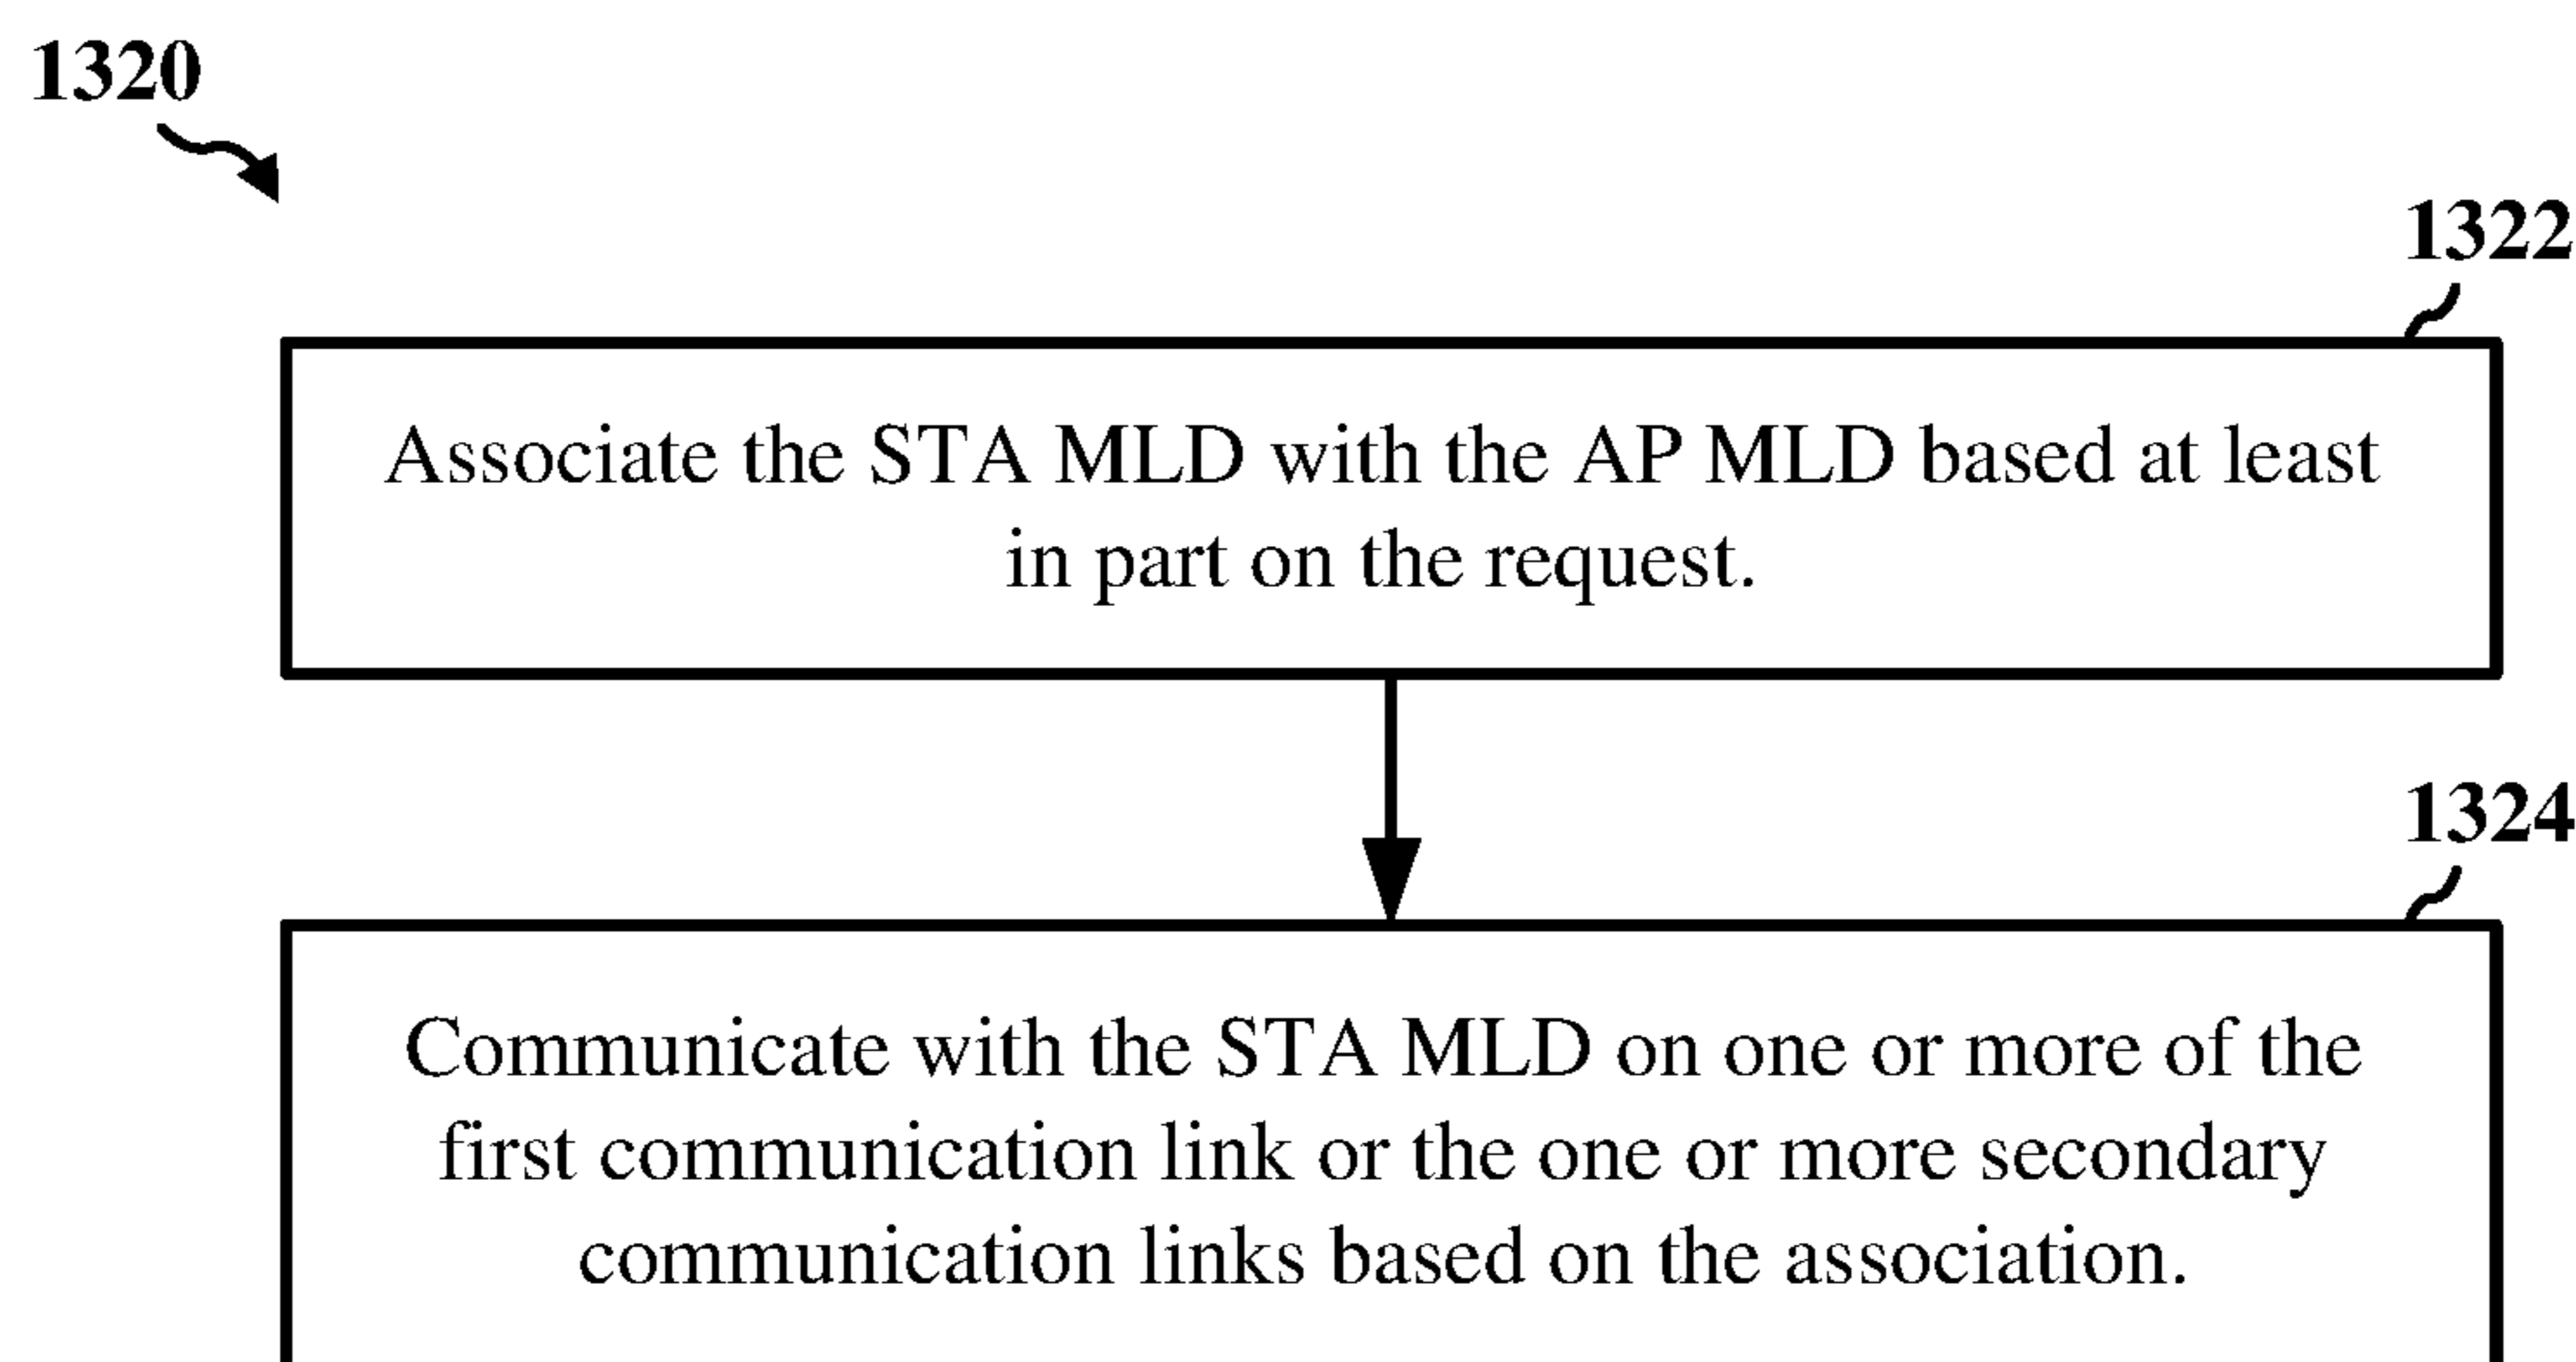 1320
1322
Associate the STA MLD with the AP MLD based at least
in part on the request.
1324
Communicate with the STA MLD on one or more of the
first communication link or the one or more secondary
communication links based on the association.